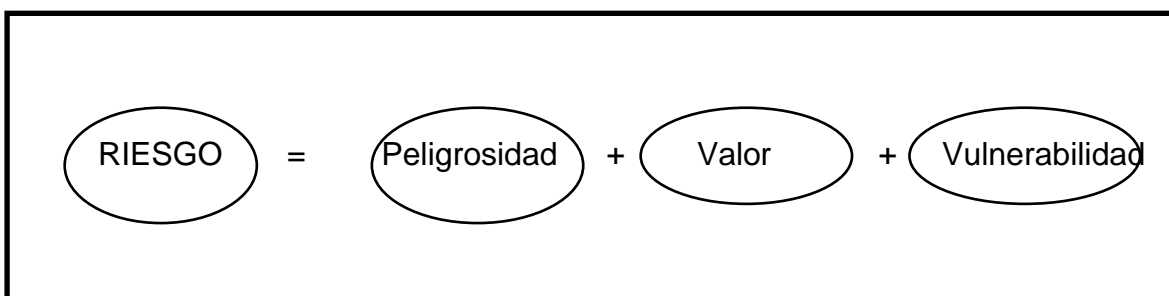 RIESGO = Peligrosidad + Valor + Vulnerabilidad